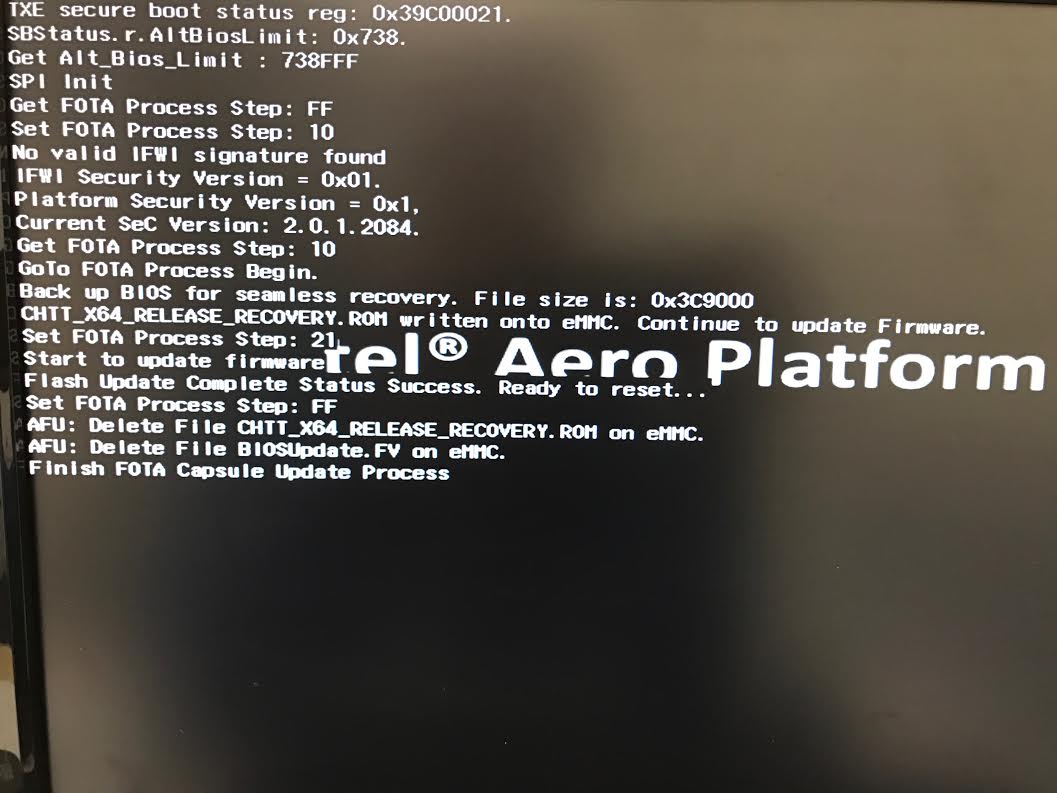 TXE secure boot status reg: 0x39C00021.
SBStatus.r.AltBiosLimit: 0x738.
Get Alt_Bios_Limit : 738FFF
SPI Init
Get FOTA Process Step: FF
Set FOTA Process Step: 10
No valid IFWI signature found
IFWI Security Version = 0x01.
Platform Security Version = 0x1,
Current SeC Version: 2.0.1.2084.
Get FOTA Process Step: 10
GoTo FOTA Process Begin.
Back up BIOS for seamless recovery. File size is: 0x3C9000
CHTT_X64_RELEASE_RECOVERY.ROM written onto eMMC. Continue to update Firmware.
Set FOTA Process Step: 21
Start to update firmware
tel® Aero Platform
Flash Update Complete Status Success. Ready to reset...
Set FOTA Process Step: FF
AFU: Delete File CHTT_X64_RELEASE_RECOVERY.ROM on eMMC.
AFU: Delete File BIOSUpdate.FV on eMMC.
Finish FOTA Capsule Update Process